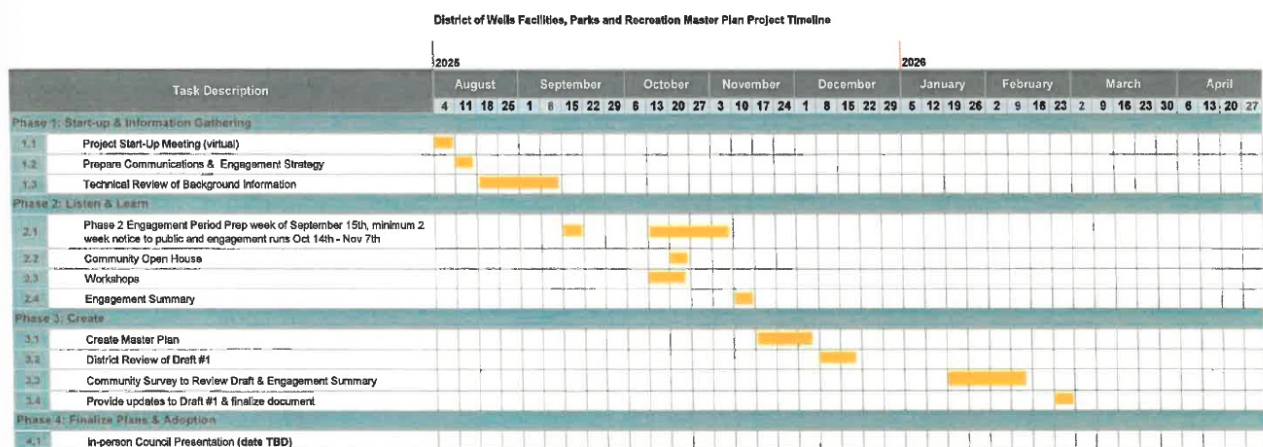 District of Wells Facilities, Parks and Recreation Master Plan Project Timeline
2025 2026
Task Description August September October November December January February March April
4 11 18 25 1 8 15 22 29 6 13 20 27 3 10 17 24 1 8 15 22 29 5 12 19 26 2 9 16 23 2 9 16 23 30 6 13 20 27
Phase 1: Start-up & Information Gathering
1.1 Project Start-Up Meeting (virtual)
1.2 Prepare Communications & Engagement Strategy
1.3 Technical Review of Background Information
Phase 2: Listen & Learn
2.1 Phase 2 Engagement Period Prep week of September 15th, minimum 2
week notice to public and engagement runs Oct 14th - Nov 7th
2.2 Community Open House
2.3 Workshops
2.4 Engagement Summary
Phase 3: Create
3.1 Create Master Plan
3.2 District Review of Draft #1
3.3 Community Survey to Review Draft & Engagement Summary
3.4 Provide updates to Draft #1 & finalize document
Phase 4: Finalize Plans & Adoption
4.1 In-person Council Presentation (date TBD)